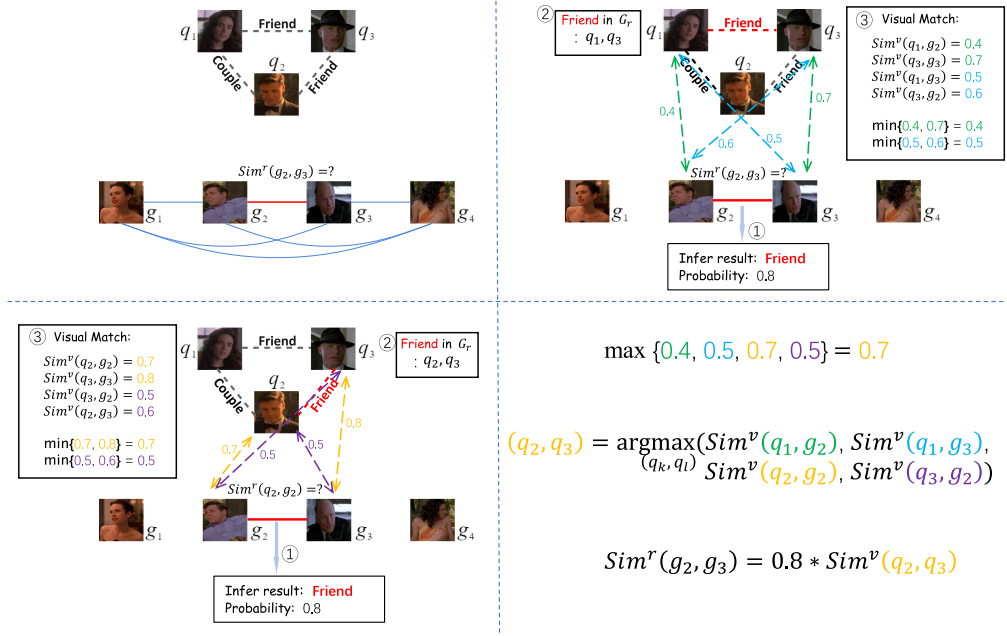 Friend
q1
q3
q2
Couple
Friend
Sim^r(g2, g3) =?
g1
g2
g3
g4
② Friend in G_r
: q1, q3
Friend
q1
q3
q2
Couple
0.4
0.6
0.5
0.7
Sim^r(g2, g3) =?
g1
g2
g3
g4
①
Infer result: Friend
Probability: 0.8
③ Visual Match:
Sim^v(q1, g2) = 0.4
Sim^v(q3, g3) = 0.7
Sim^v(q1, g3) = 0.5
Sim^v(q3, g2) = 0.6
min{0.4, 0.7} = 0.4
min{0.5, 0.6} = 0.5
③ Visual Match:
Sim^v(q2, g2) = 0.7
Sim^v(q3, g3) = 0.8
Sim^v(q3, g2) = 0.5
Sim^v(q2, g3) = 0.6
min{0.7, 0.8} = 0.7
min{0.5, 0.6} = 0.5
Friend
q1
q3
q2
Couple
Friend
② Friend in G_r
: q2, q3
0.7
0.5
0.5
0.8
Sim^r(q2, g2) =?
g1
g2
g3
g4
①
Infer result: Friend
Probability: 0.8
max {0.4, 0.5, 0.7, 0.5} = 0.7
(q2, q3) = argmax(Sim^v(q1, g2), Sim^v(q1, g3),
(qk, ql) Sim^v(q2, g2), Sim^v(q3, g2))
Sim^r(g2, g3) = 0.8 * Sim^v(q2, q3)